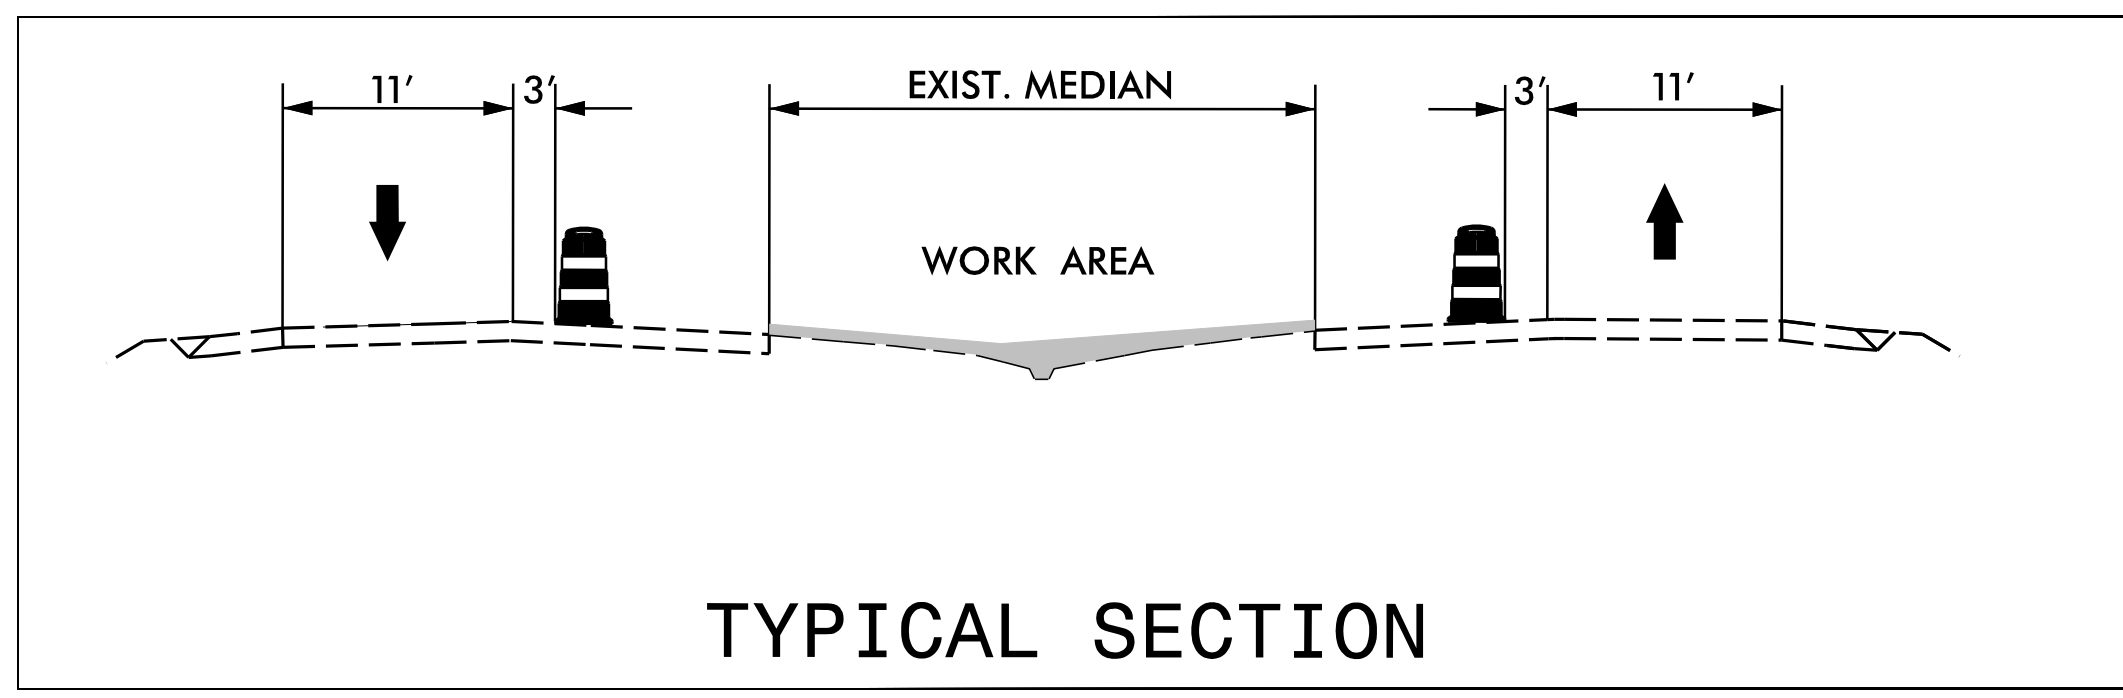 11' 3' EXIST. MEDIAN 3' 11'
WORK AREA
TYPICAL SECTION